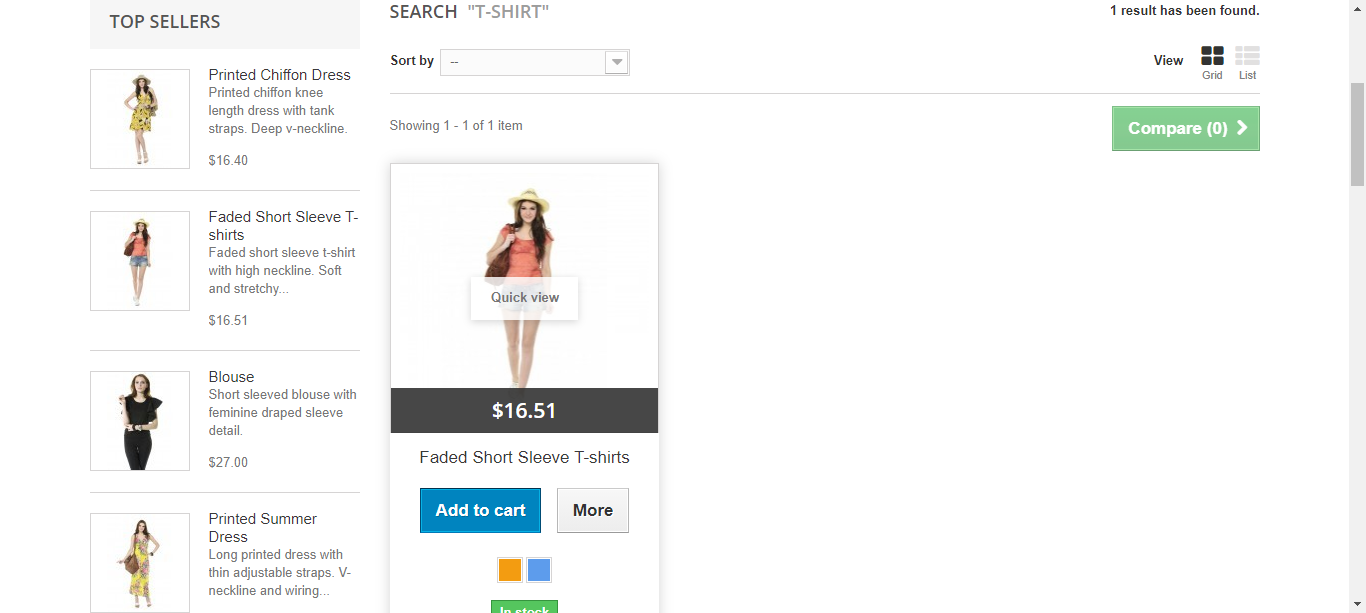 TOP SELLERS
Printed Chiffon Dress
Printed chiffon knee
length dress with tank
straps. Deep v-neckline.
$16.40
Faded Short Sleeve T-
shirts
Faded short sleeve t-shirt
with high neckline. Soft
and stretchy...
$16.51
Blouse
Short sleeved blouse with
feminine draped sleeve
detail.
$27.00
Printed Summer
Dress
Long printed dress with
thin adjustable straps. V-
neckline and wiring...
SEARCH "T-SHIRT"
1 result has been found.
Sort by --
View
Grid
List
Showing 1 - 1 of 1 item
Compare (0)
Quick view
$16.51
Faded Short Sleeve T-shirts
Add to cart
More
In stock